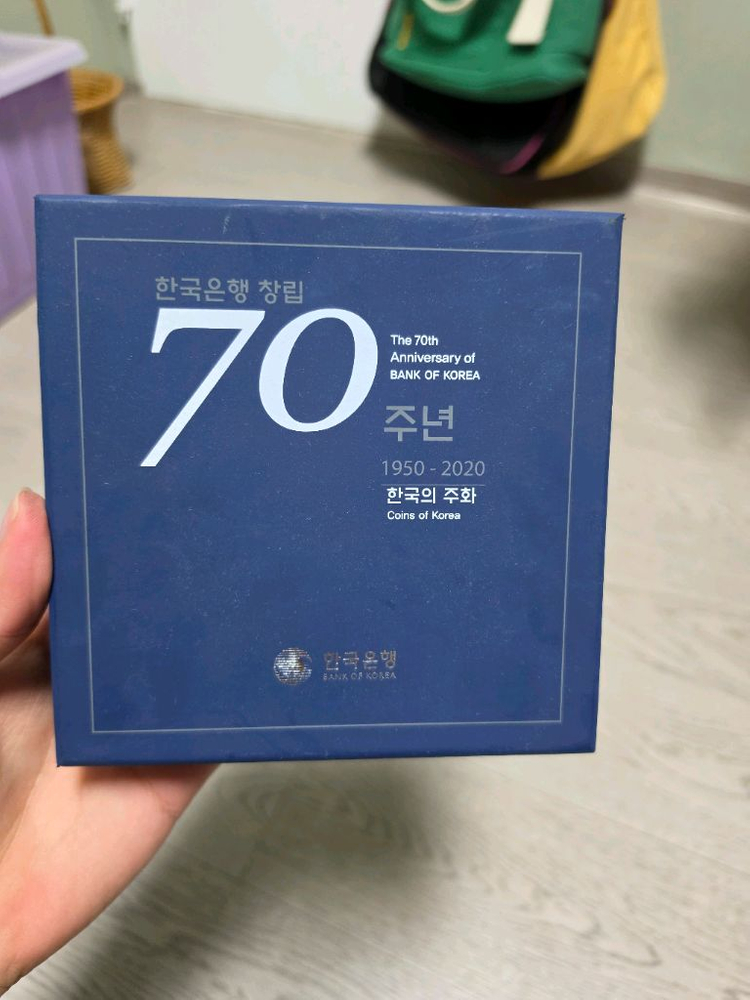 한국은행 창립
70
The 70th
Anniversary of
BANK OF KOREA
주년
1950 - 2020
한국의 주화
Coins of Korea
한국은행
BANK OF KOREA